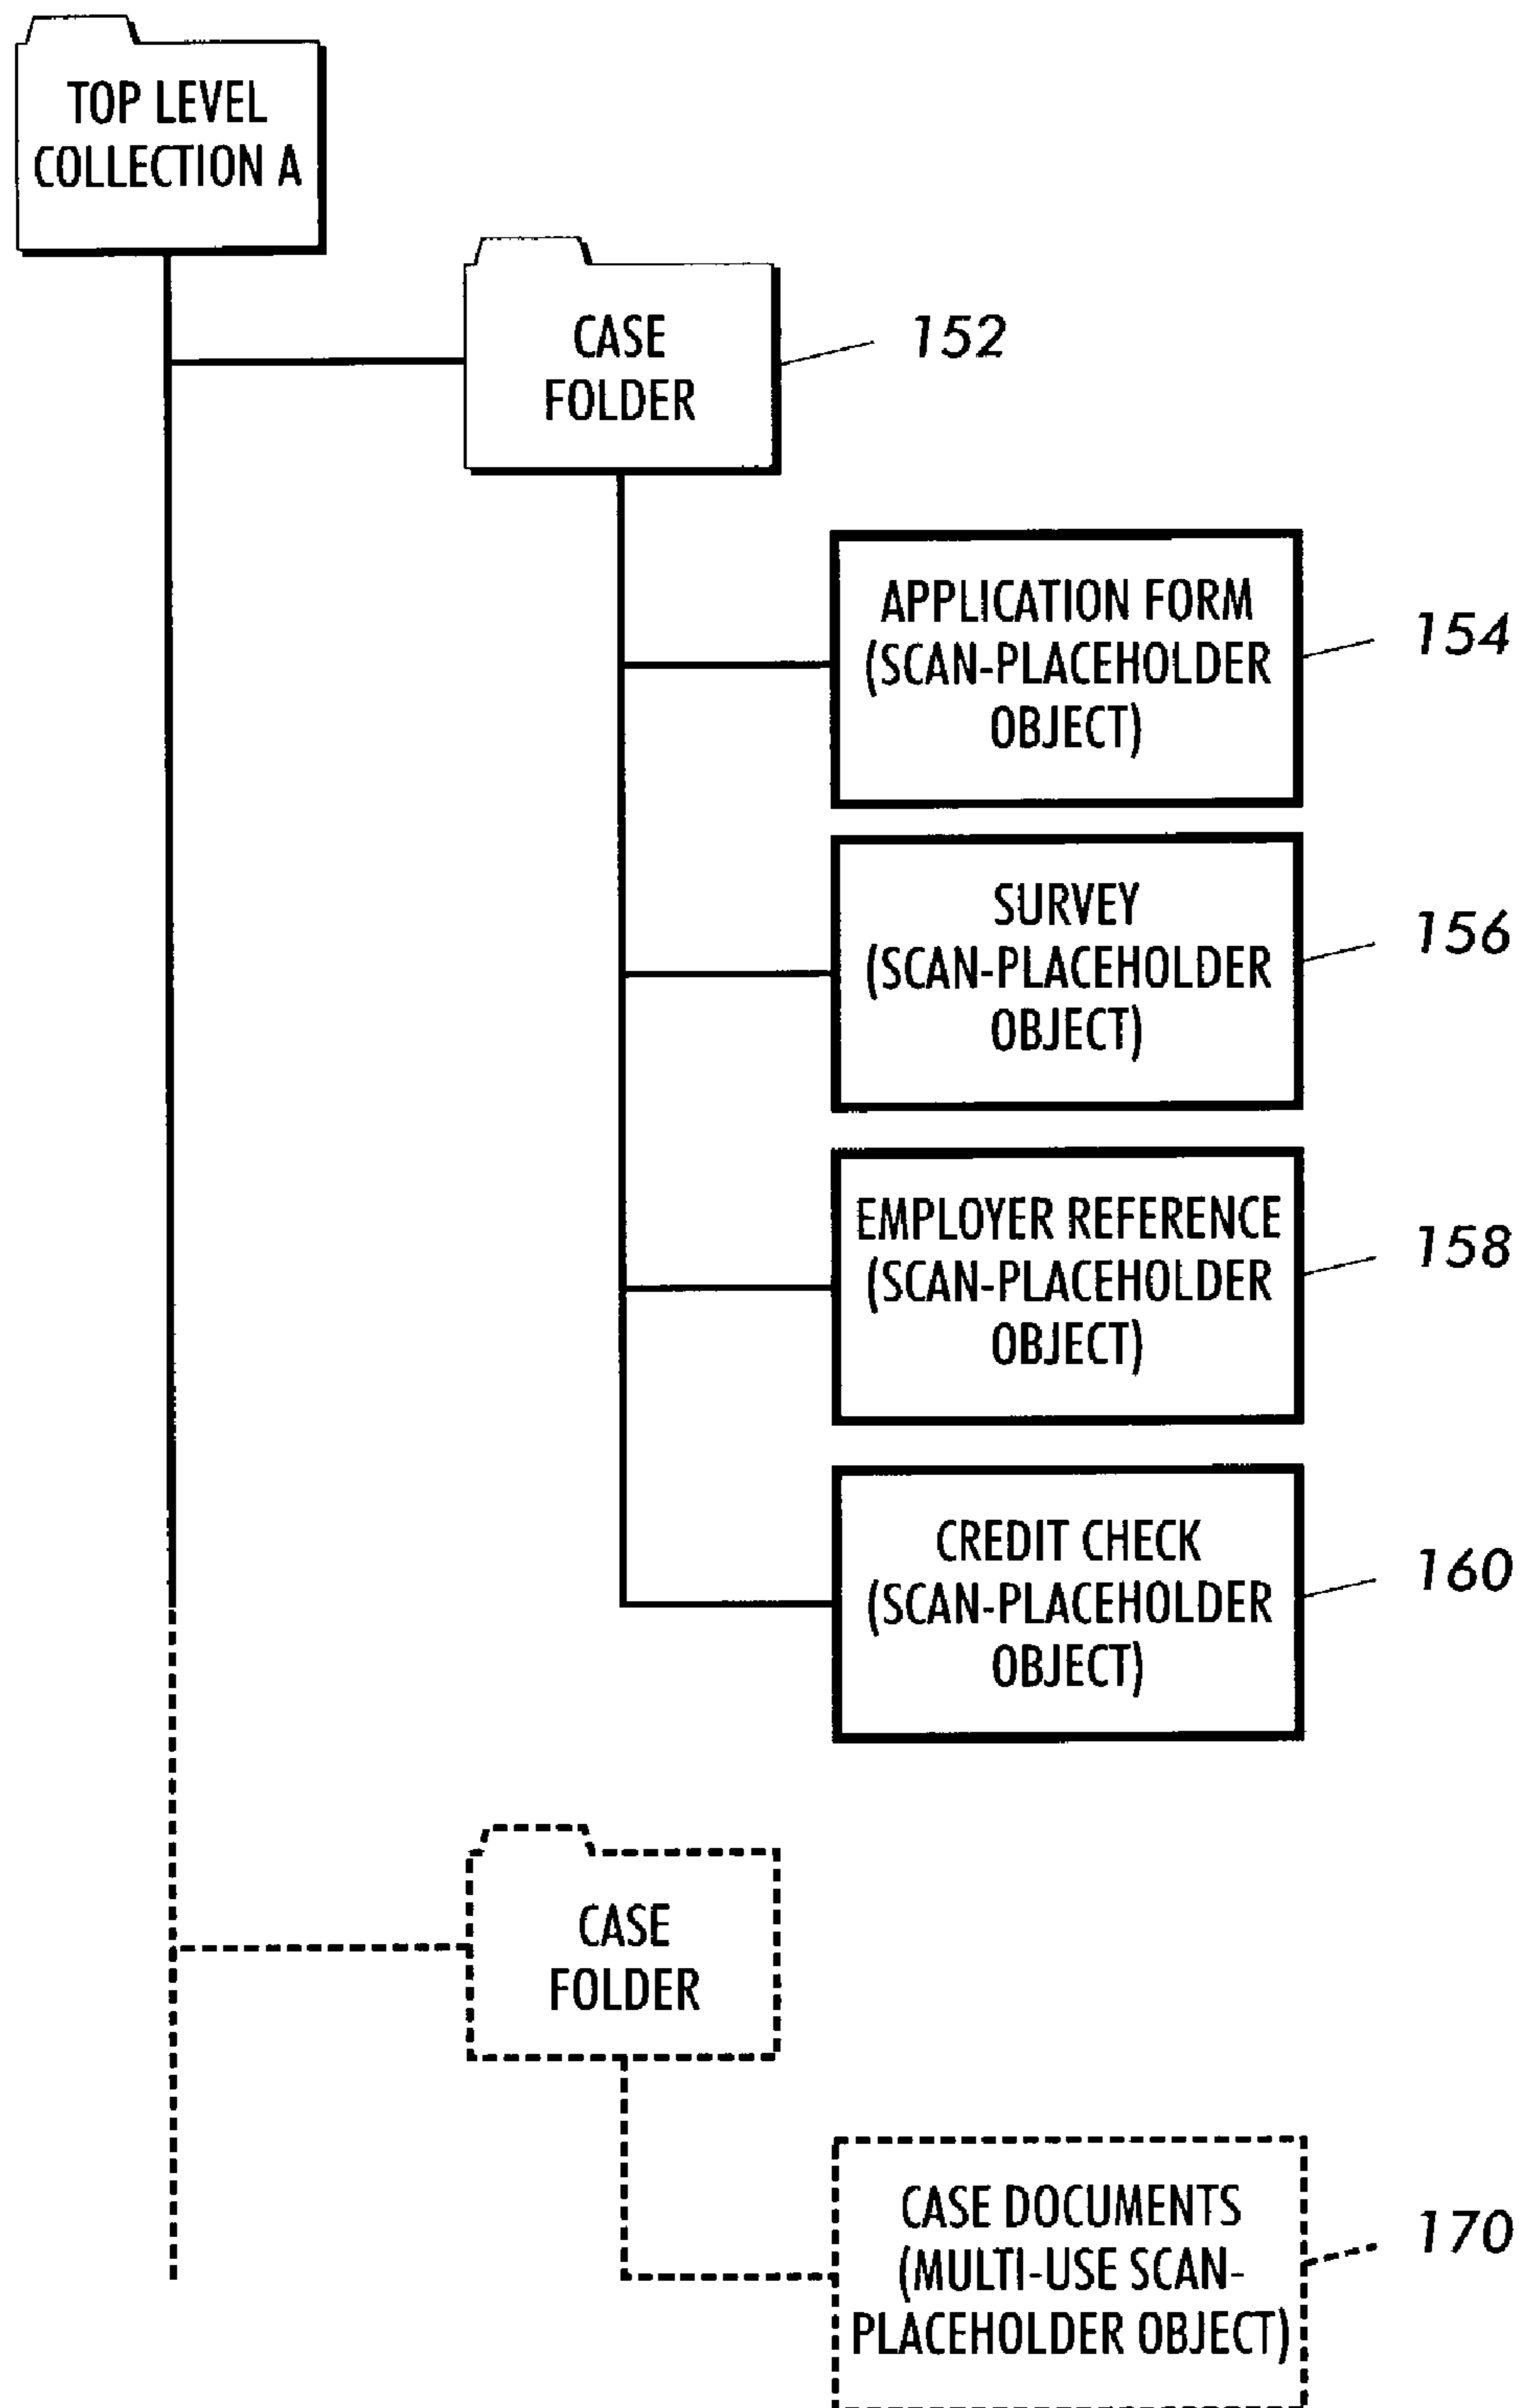 TOP LEVEL
COLLECTION A
CASE
FOLDER
152
APPLICATION FORM
(SCAN-PLACEHOLDER
OBJECT)
154
SURVEY
(SCAN-PLACEHOLDER
OBJECT)
156
EMPLOYER REFERENCE
(SCAN-PLACEHOLDER
OBJECT)
158
CREDIT CHECK
(SCAN-PLACEHOLDER
OBJECT)
160
CASE
FOLDER
CASE DOCUMENTS
(MULTI-USE SCAN-
PLACEHOLDER OBJECT)
170